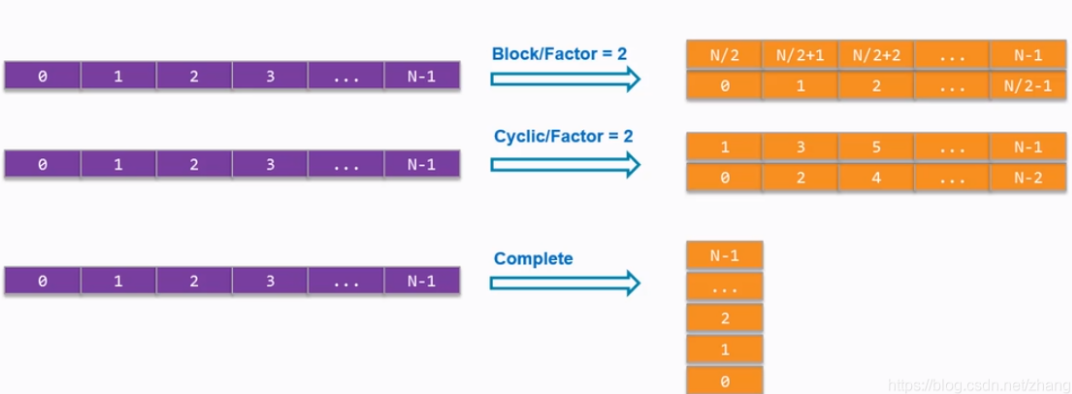 Block/Factor = 2
0 1 2 3 ... N-1
N/2 N/2+1 N/2+2 ... N-1
0 1 2 ... N/2-1
Cyclic/Factor = 2
0 1 2 3 ... N-1
1 3 5 ... N-1
0 2 4 ... N-2
Complete
0 1 2 3 ... N-1
N-1
...
2
1
0
https://blog.csdn.net/zhang